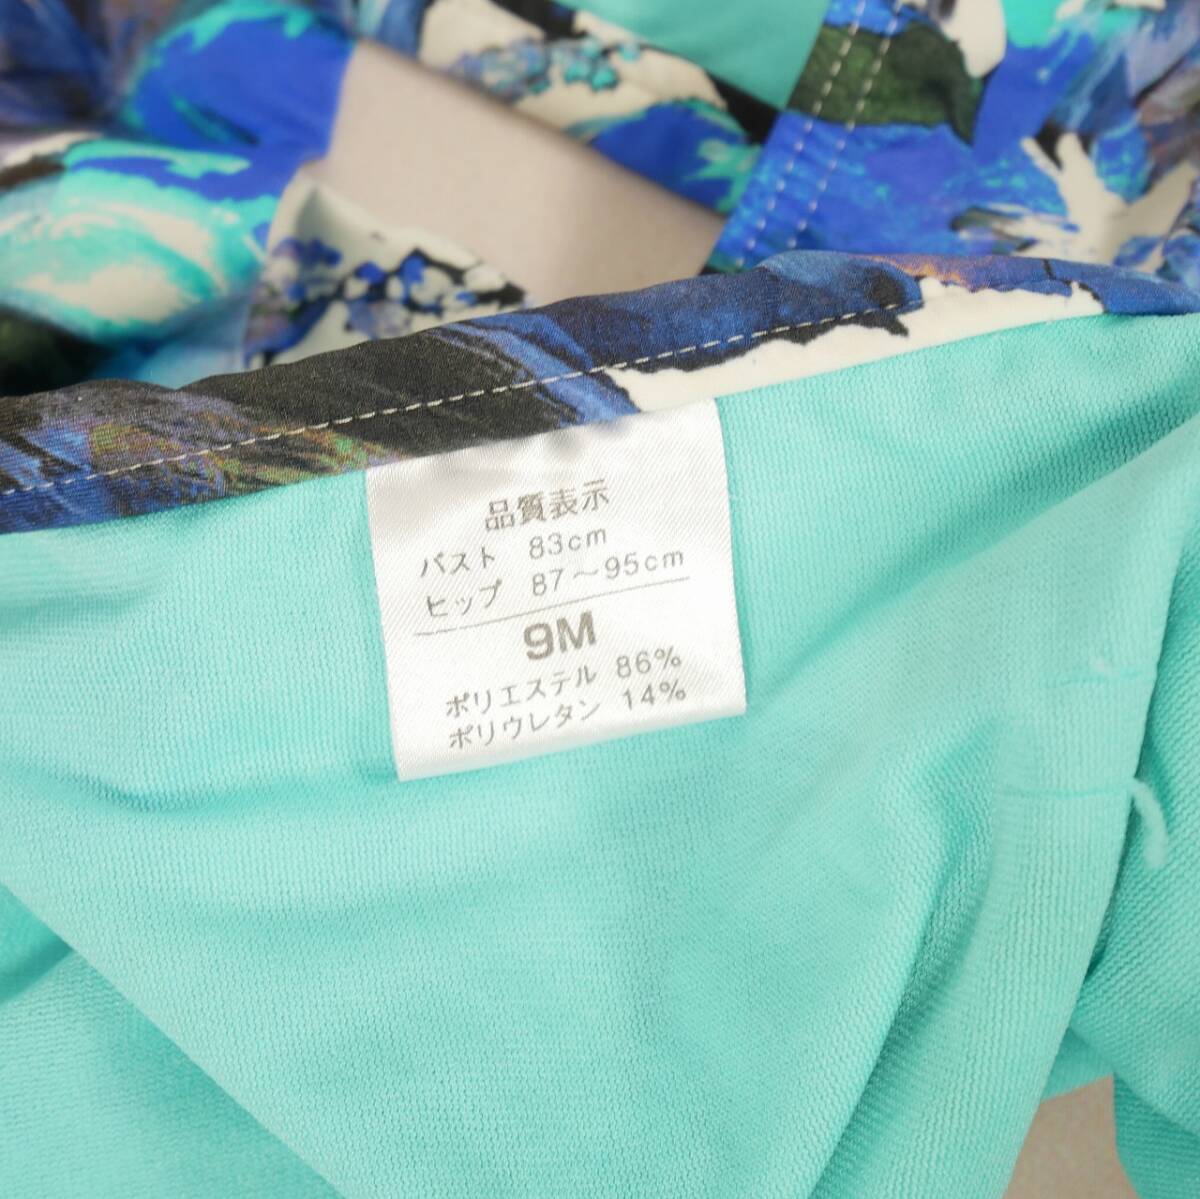 品質表示
バスト 83cm
ヒップ 87～95cm
9M
ポリエステル 86%
ポリウレタン 14%